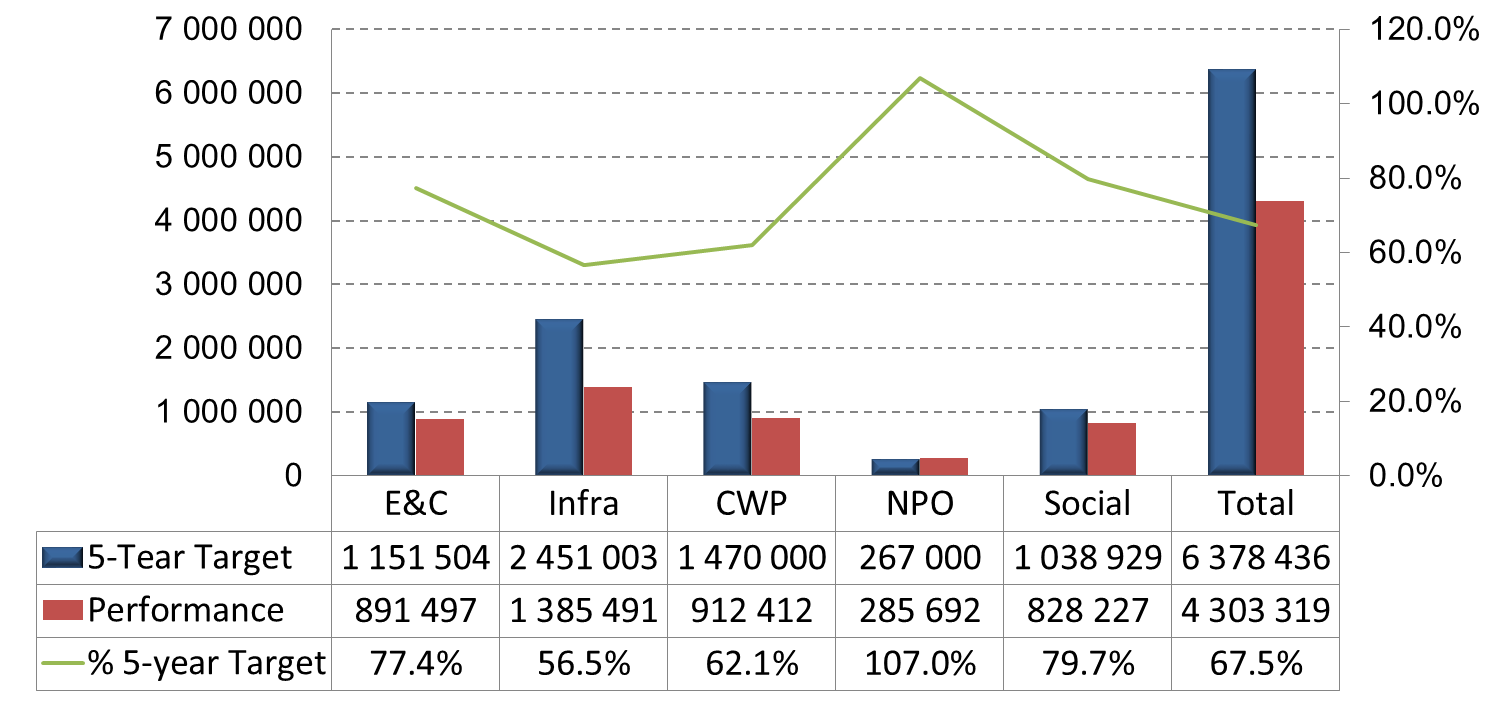 7 000 000
6 000 000
5 000 000
4 000 000
3 000 000
2 000 000
1 000 000
0
120.0%
100.0%
80.0%
60.0%
40.0%
20.0%
0.0%
E&C Infra CWP NPO Social Total
5-Tear Target 1 151 504 2 451 003 1 470 000 267 000 1 038 929 6 378 436
Performance 891 497 1 385 491 912 412 285 692 828 227 4 303 319
% 5-year Target 77.4% 56.5% 62.1% 107.0% 79.7% 67.5%